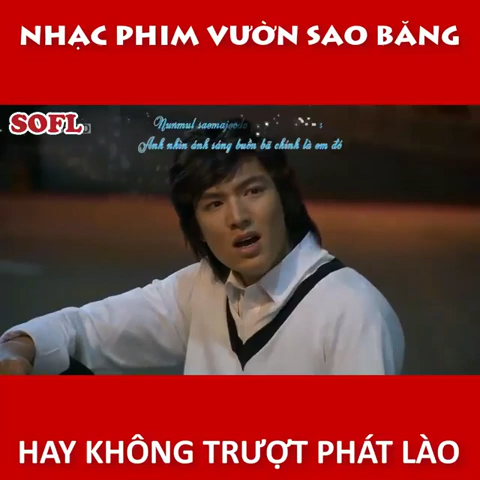 NHẠC PHIM VƯỜN SAO BĂNG
SOFL
Nunmul saomajooda
Anh nhìn ánh sáng buồn bã chính là em đó
HAY KHÔNG TRƯỢT PHÁT LÀO